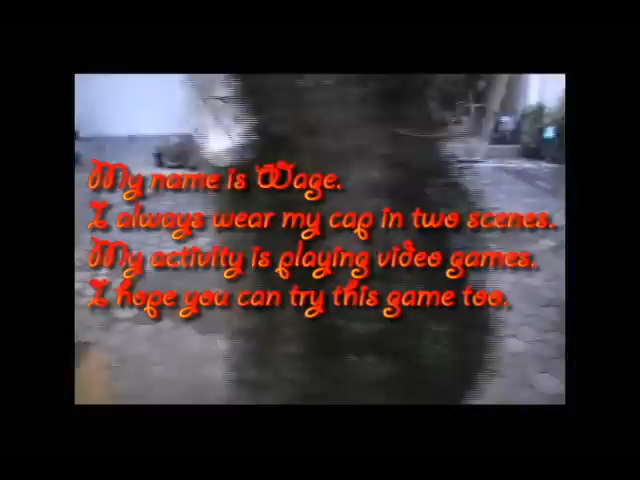 My name is Wage.
I always wear my cap in two scenes.
My activity is playing video games.
I hope you can try this game too.